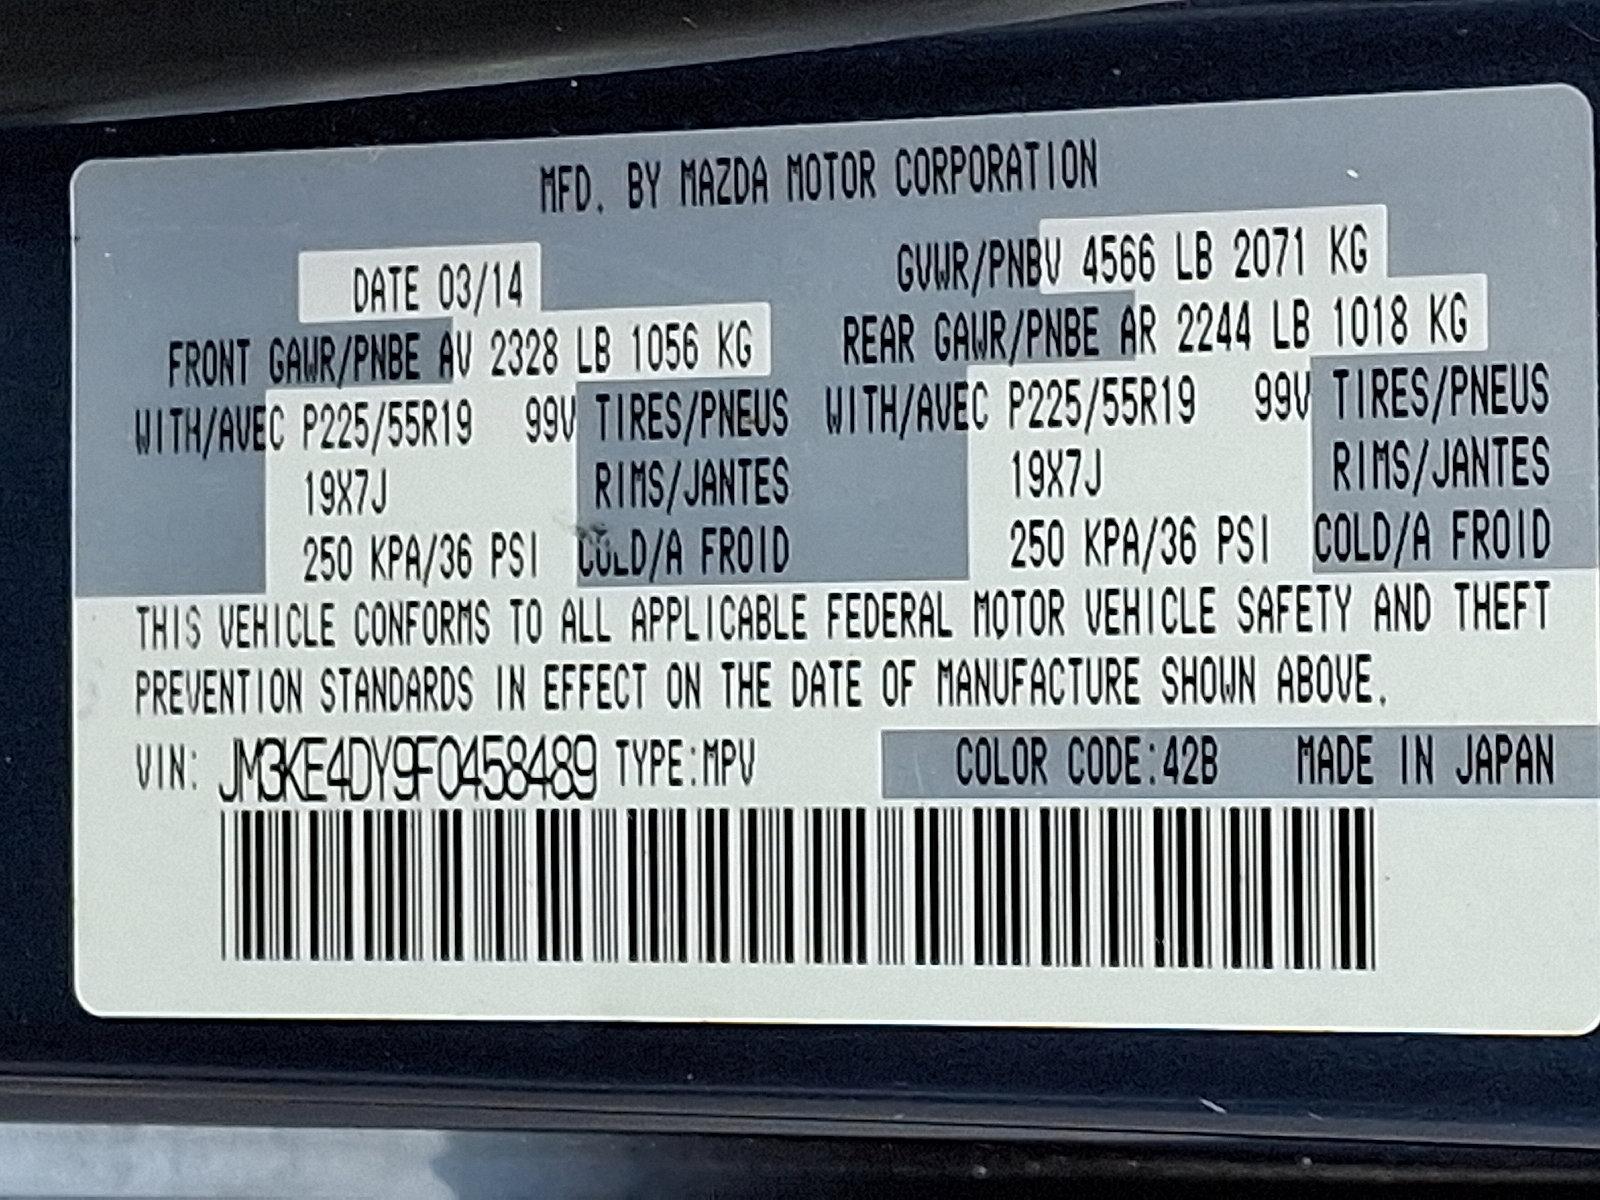 MFD. BY MAZDA MOTOR CORPORATION
DATE 03/14 GVWR/PNBV 4566 LB 2071 KG
FRONT GAWR/PNBE AV 2328 LB 1056 KG REAR GAWR/PNBE AR 2244 LB 1018 KG
WITH/AVEC P225/55R19 99V TIRES/PNEUS WITH/AVEC P225/55R19 99V TIRES/PNEUS
19X7J RIMS/JANTES 19X7J RIMS/JANTES
250 KPA/36 PSI COLD/A FROID 250 KPA/36 PSI COLD/A FROID
THIS VEHICLE CONFORMS TO ALL APPLICABLE FEDERAL MOTOR VEHICLE SAFETY AND THEFT
PREVENTION STANDARDS IN EFFECT ON THE DATE OF MANUFACTURE SHOWN ABOVE.
VIN: JM3KE4DY9F0458489 TYPE:MPV COLOR CODE:42B MADE IN JAPAN